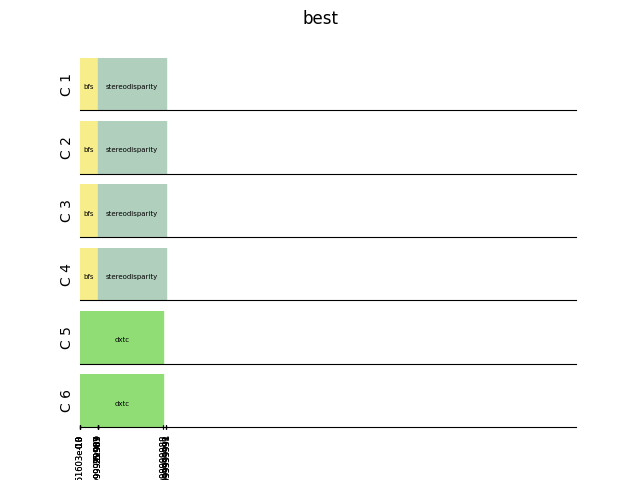 best
C 1
bfs
stereodisparity
C 2
bfs
stereodisparity
C 3
bfs
stereodisparity
C 4
bfs
stereodisparity
C 5
dxtc
C 6
dxtc